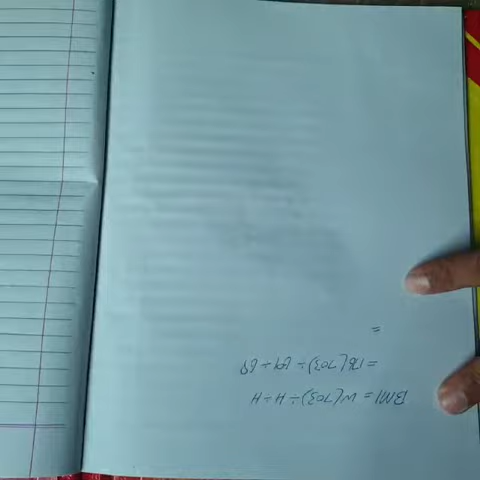 BMI = W(703) ÷ H ÷ H
= 176(703) ÷ 69 ÷ 69
=